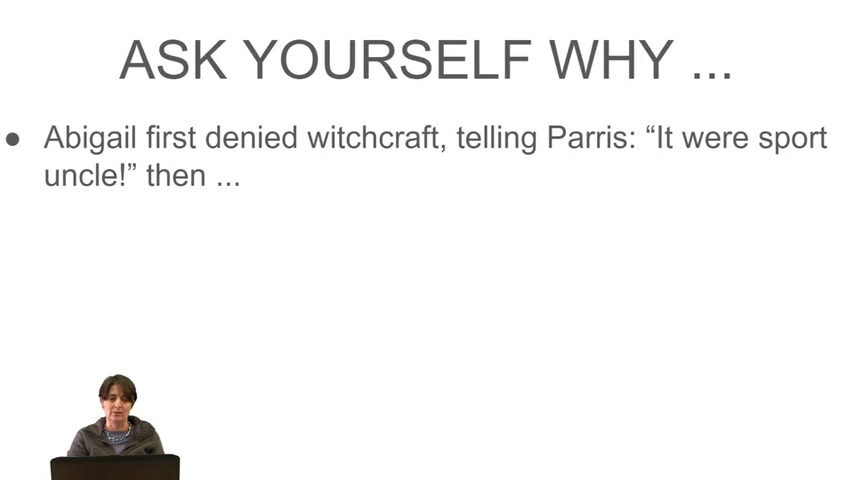 ASK YOURSELF WHY ...
● Abigail first denied witchcraft, telling Parris: “It were sport
uncle!” then ...